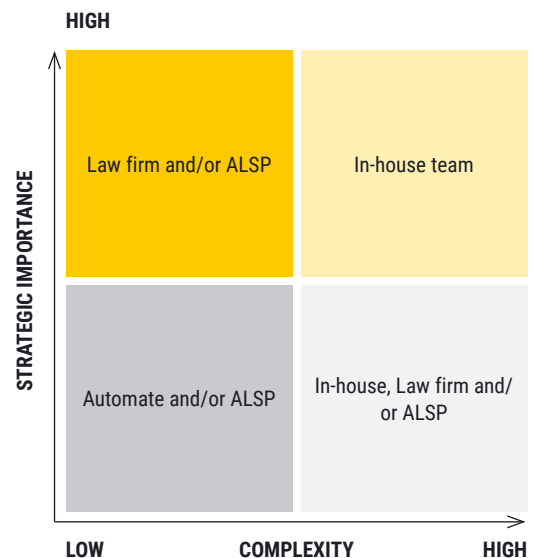 HIGH
STRATEGIC IMPORTANCE
Law firm and/or ALSP
In-house team
Automate and/or ALSP
In-house, Law firm and/
or ALSP
LOW
COMPLEXITY
HIGH